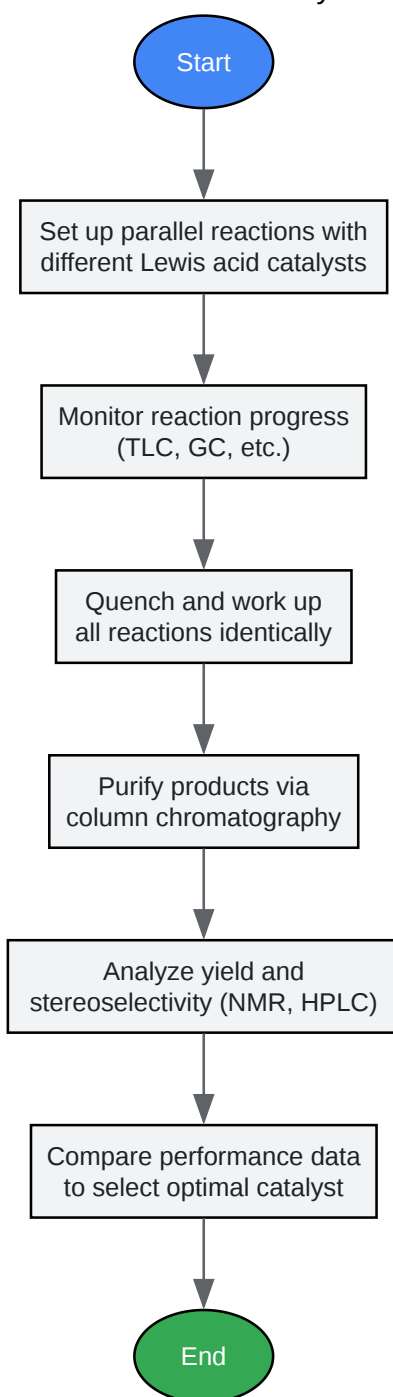 Start
Set up parallel reactions with
different Lewis acid catalysts
Monitor reaction progress
(TLC, GC, etc.)
Quench and work up
all reactions identically
Purify products via
column chromatography
Analyze yield and
stereoselectivity (NMR, HPLC)
Compare performance data
to select optimal catalyst
End